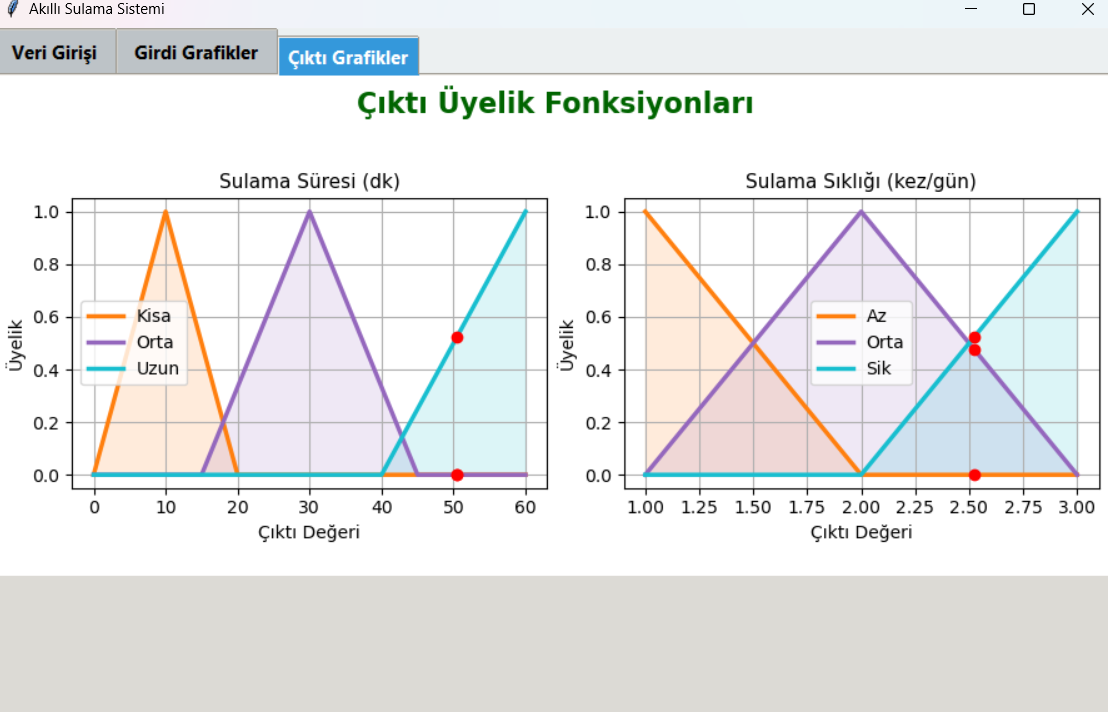 Akıllı Sulama Sistemi
Veri Girişi
Girdi Grafikler
Çıktı Grafikler
Çıktı Üyelik Fonksiyonları
Sulama Süresi (dk)
Üyelik
1.0
0.8
0.6
0.4
0.2
0.0
Kisa
Orta
Uzun
0 10 20 30 40 50 60
Çıktı Değeri
Sulama Sıklığı (kez/gün)
Üyelik
1.0
0.8
0.6
0.4
0.2
0.0
Az
Orta
Sik
1.00 1.25 1.50 1.75 2.00 2.25 2.50 2.75 3.00
Çıktı Değeri